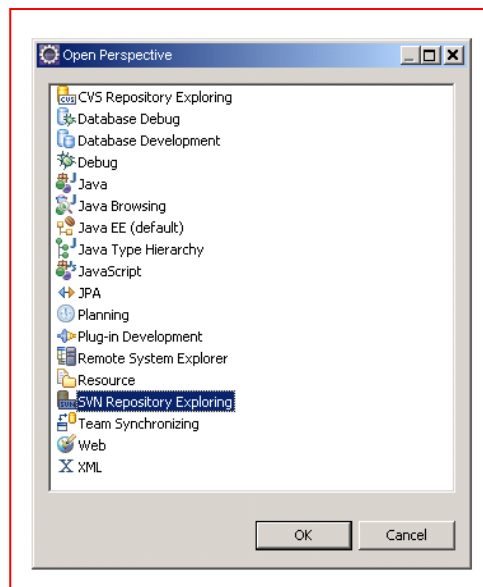 Open Perspective
CVS CVS Repository Exploring
Database Debug
Database Development
Debug
Java
Java Browsing
Java EE (default)
Java Type Hierarchy
JavaScript
JPA
Planning
Plug-in Development
Remote System Explorer
Resource
SVN SVN Repository Exploring
Team Synchronizing
Web
XML
OK Cancel